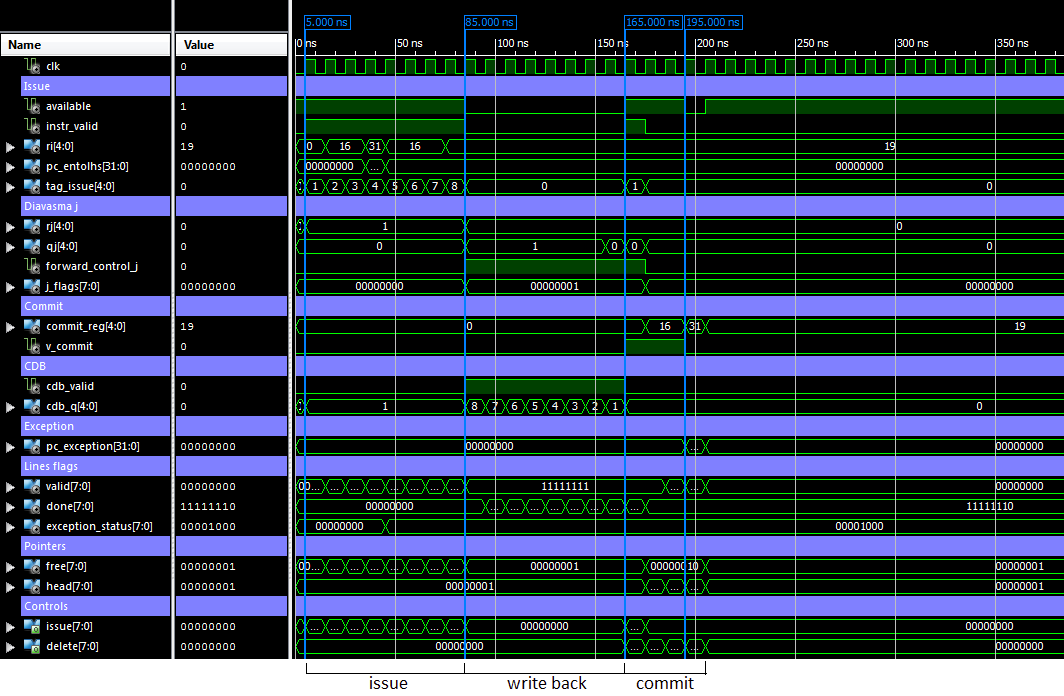 5.000 ns 85.000 ns 165.000 ns 195.000 ns
Name Value 0 ns 50 ns 100 ns 150 ns 200 ns 250 ns 300 ns 350 ns
clk 0
Issue
available 1
instr_valid 0
ri[4:0] 19 0 16 31 16 19
pc_entolhs[31:0] 00000000 00000000 ... 00000000
tag_issue[4:0] 0 1 2 3 4 5 6 7 8 0 1 0
Diavasma j
rj[4:0] 0 1 0
qj[4:0] 0 0 1 0 0 0
forward_control_j 0
j_flags[7:0] 00000000 00000000 00000001 00000000
Commit
commit_reg[4:0] 19 0 16 31 19
v_commit 0
CDB
cdb_valid 0
cdb_q[4:0] 0 1 8 7 6 5 4 3 2 1 0
Exception
pc_exception[31:0] 00000000 00000000 ... 00000000
Lines flags
valid[7:0] 00000000 00... ... ... ... ... ... ... ... 11111111 ... ... 00000000
done[7:0] 11111110 00000000 ... ... ... ... ... ... ... ... 11111110
exception_status[7:0] 00001000 00000000 00001000
Pointers
free[7:0] 00000001 00... ... ... ... ... ... ... ... 00000001 00000010 00000001
head[7:0] 00000001 00000001 ... ... ... 00000001
Controls
issue[7:0] 00000000 ... ... ... ... ... ... ... ... 00000000 ... 00000000
delete[7:0] 00000000 00000000 ... ... ... ... 00000000
issue write back commit